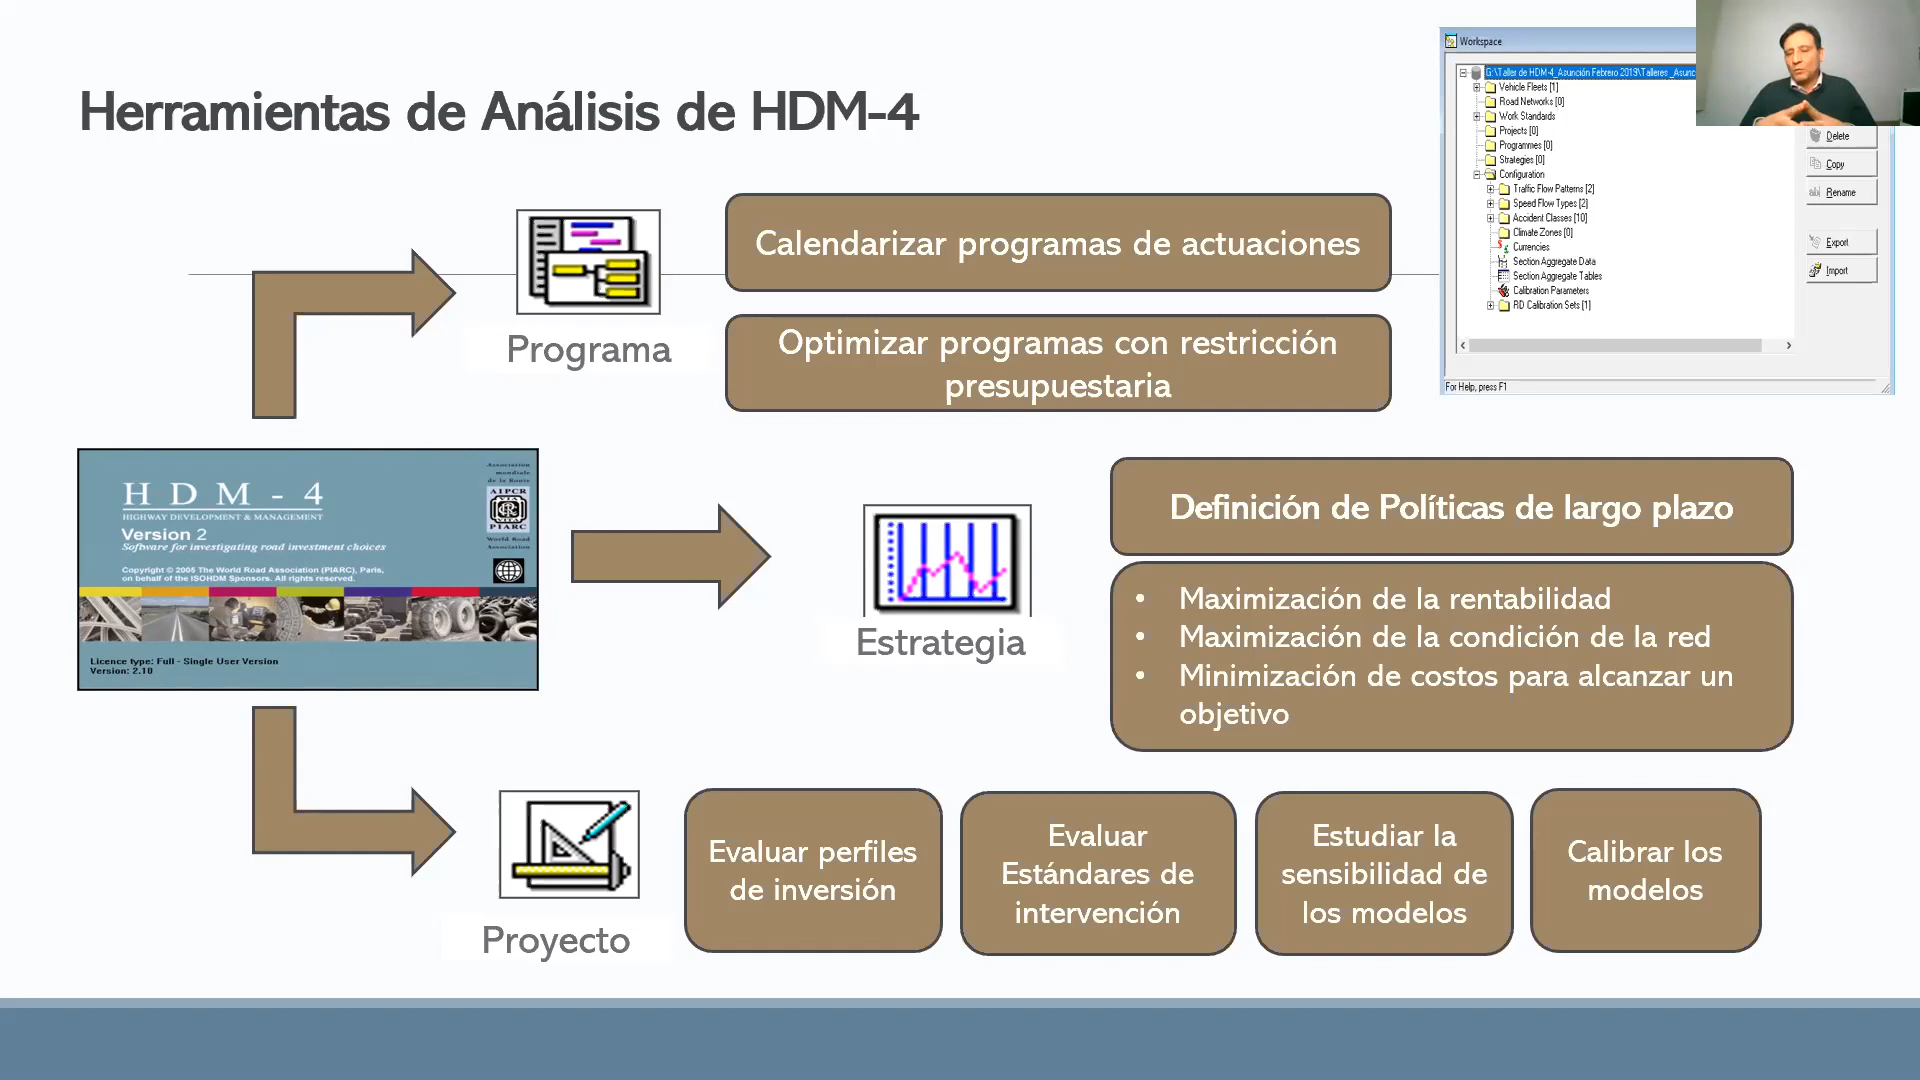 Herramientas de Análisis de HDM-4
Programa
Calendarizar programas de actuaciones
Optimizar programas con restricción
presupuestaria
Workspace
G:\Taller de HDM-4_Asunción Febrero 2019\Talleres_Asunc
Vehicle Fleets [1]
Road Networks [0]
Work Standards
Projects [0]
Programmes [0]
Strategies [0]
Configuration
Traffic Flow Patterns [2]
Speed Flow Types [2]
Accident Classes [10]
Climate Zones [0]
Currencies
Section Aggregate Data
Section Aggregate Tables
Calibration Parameters
RD Calibration Sets [1]
Delete
Copy
Rename
Export
Import
For Help, press F1
HDM-4
HIGHWAY DEVELOPMENT & MANAGEMENT
Version 2
Software for investigating road investment choices
Copyright © 2005 The World Road Association (PIARC), Paris,
on behalf of the ISOHDM Sponsors. All rights reserved.
Association
mondiale
de la Route
AIPCR
PIARC
World Road
Association
Licence type: Full - Single User Version
Version: 2.10
Estrategia
Definición de Políticas de largo plazo
• Maximización de la rentabilidad
• Maximización de la condición de la red
• Minimización de costos para alcanzar un
objetivo
Proyecto
Evaluar perfiles
de inversión
Evaluar
Estándares de
intervención
Estudiar la
sensibilidad de
los modelos
Calibrar los
modelos